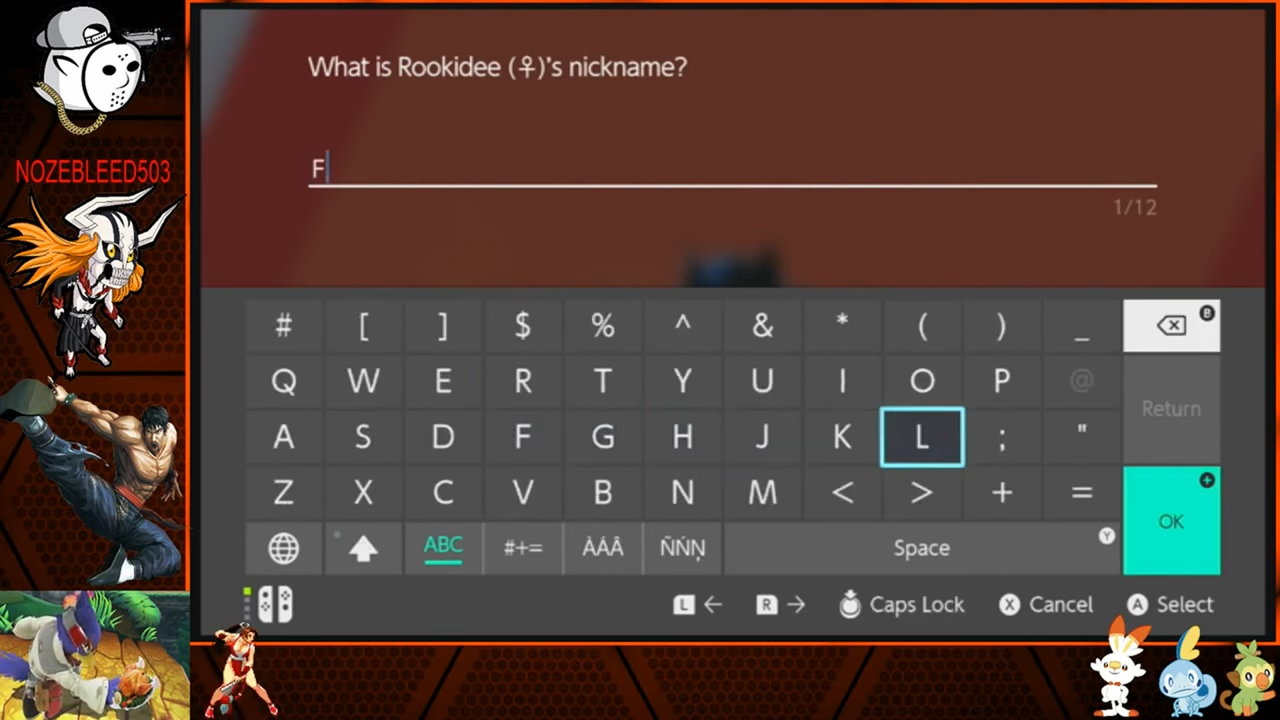 What is Rookidee (♀)'s nickname?
NOZEBLEED503
F
1/12
# [ ] $ % ^ & * ( ) _ B
Q W E R T Y U I O P @ Return
A S D F G H J K L ; "
Z X C V B N M < > + = OK
ABC #+= ÀÁÂ ÑŃŅ Space Y
L ← R → Caps Lock X Cancel A Select